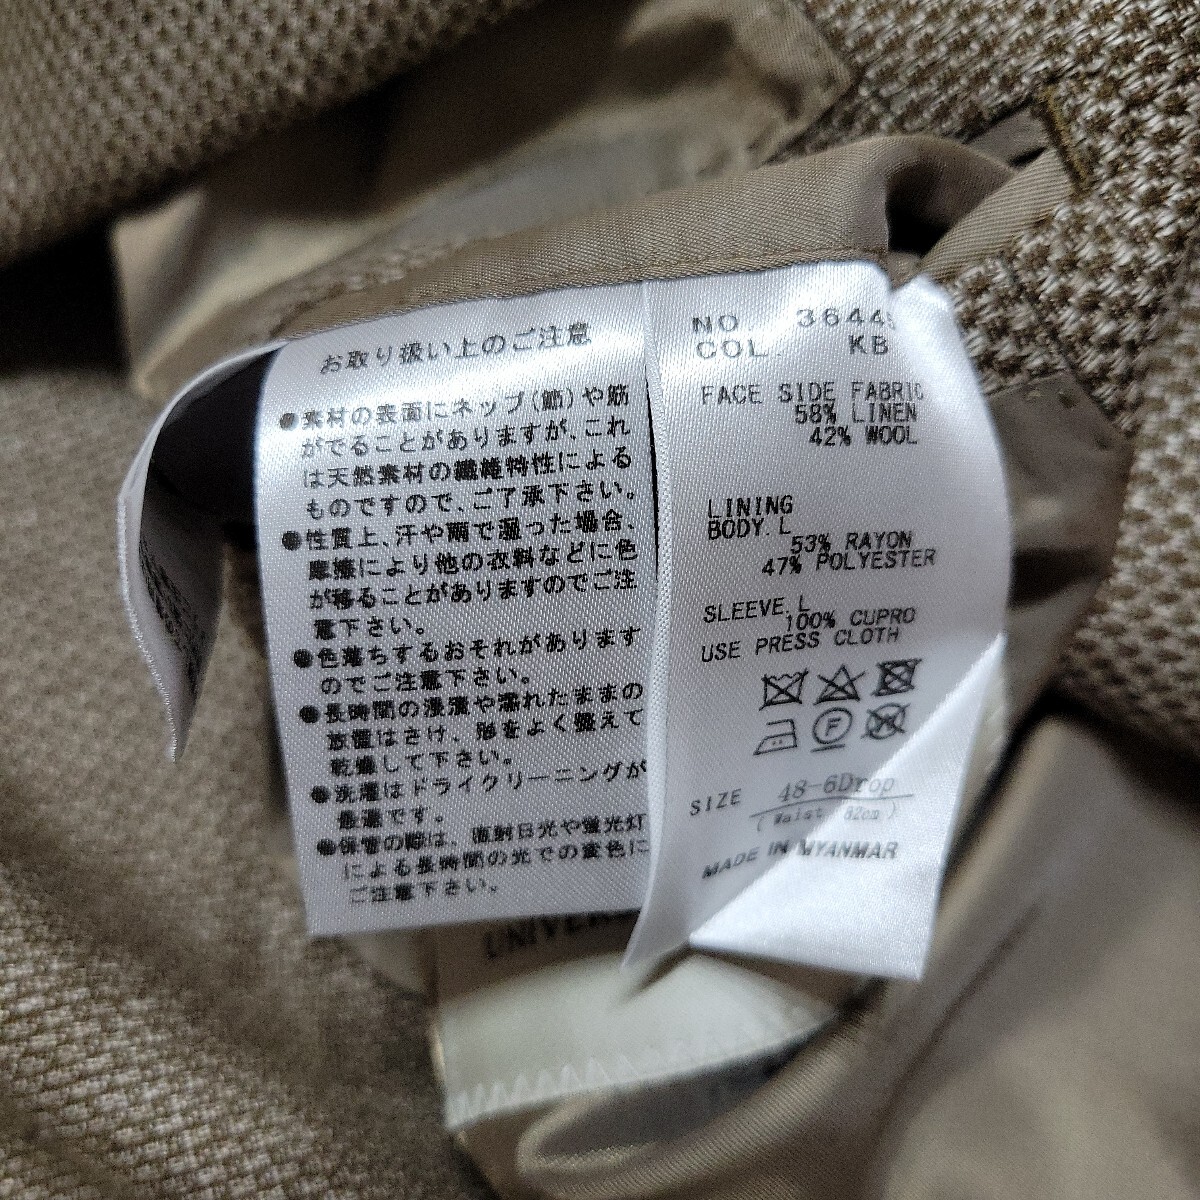 お取り扱い上のご注意
●素材の表面にネップ(節)や筋
がでることがありますが、これ
は天然素材の繊維特性による
ものですので、ご了承下さい。
●性質上、汗や雨で湿った場合、
摩擦により他の衣料などに色
が移ることがありますのでご注
意下さい。
●色落ちするおそれがあります
のでご注意下さい。
●長時間の浸漬や濡れたままの
放置はさけ、形をよく整えて
乾燥して下さい。
●洗濯はドライクリーニングが
最適です。
●保管の際は、直射日光や蛍光灯
による長時間の光での変色に
ご注意下さい。
NO. 3644
COL KB
FACE SIDE FABRIC
58% LINEN
42% WOOL
LINING
BODY.L
53% RAYON
47% POLYESTER
SLEEVE.L
100% CUPRO
USE PRESS CLOTH
F
SIZE 48-6Drop
(Waist 82cm)
MADE IN MYANMAR